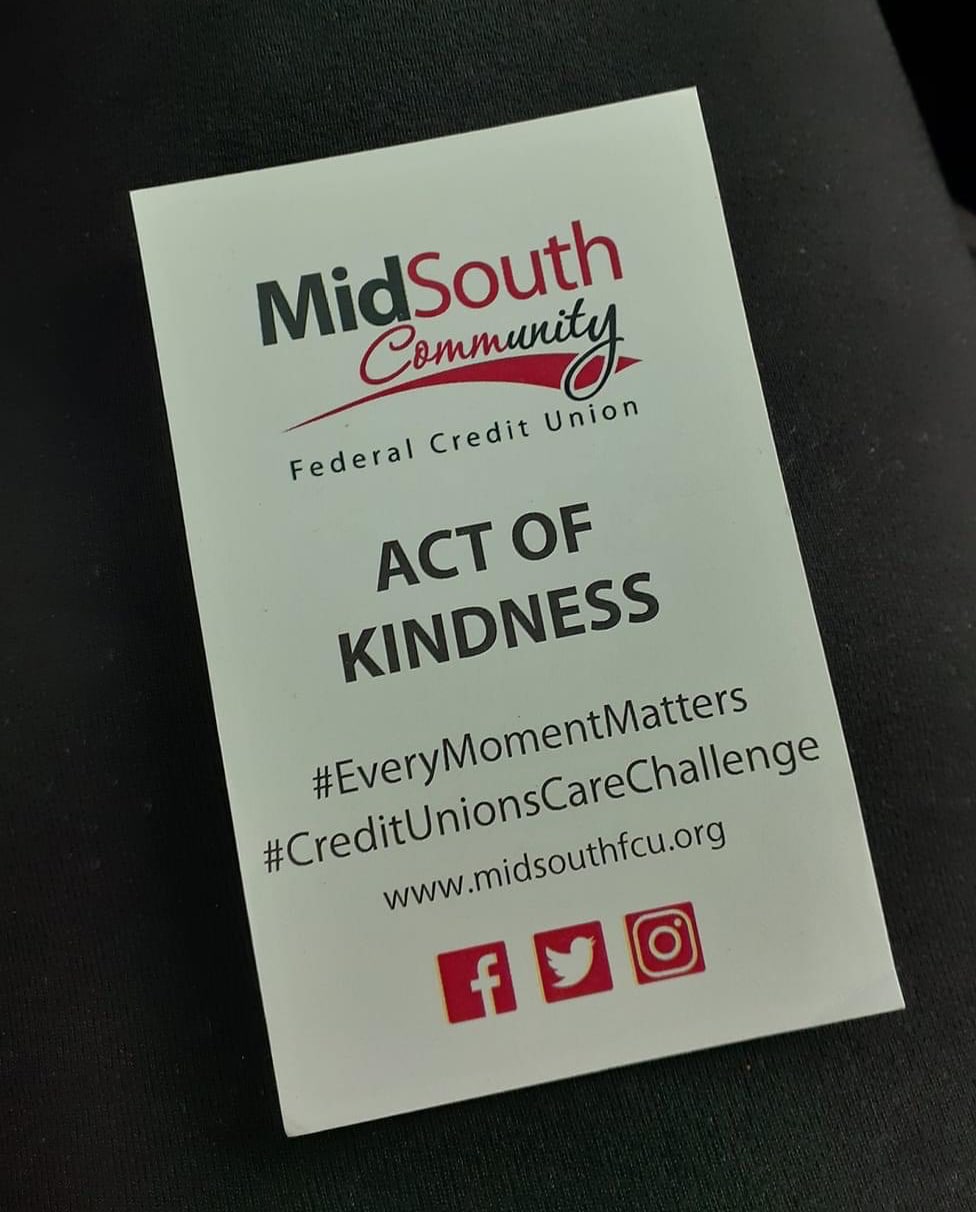 MidSouth
Community
Federal Credit Union
ACT OF
KINDNESS
#EveryMomentMatters
#CreditUnionsCareChallenge
www.midsouthfcu.org